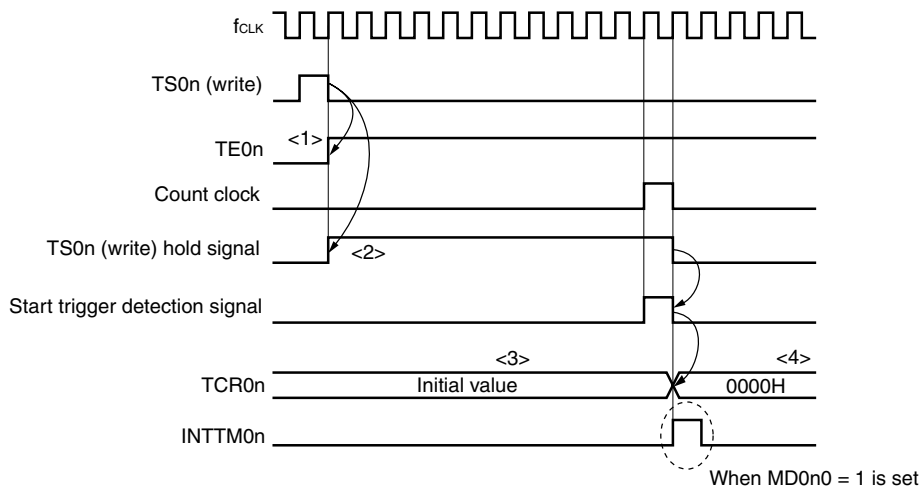 fCLK
TS0n (write)
<1>
TE0n
Count clock
TS0n (write) hold signal
<2>
Start trigger detection signal
<3>
<4>
TCR0n
Initial value
0000H
INTTM0n
When MD0n0 = 1 is set